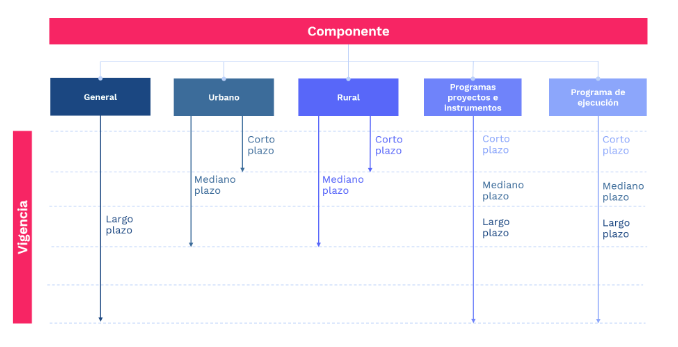 Componente
General
Urbano
Rural
Programas
proyectos e
Instrumentos
Programa de
ejecución
Vigencia
Largo
plazo
Mediano
plazo
Corto
plazo
Mediano
plazo
Corto
plazo
Corto
plazo
Mediano
plazo
Largo
plazo
Corto
plazo
Mediano
plazo
Largo
plazo